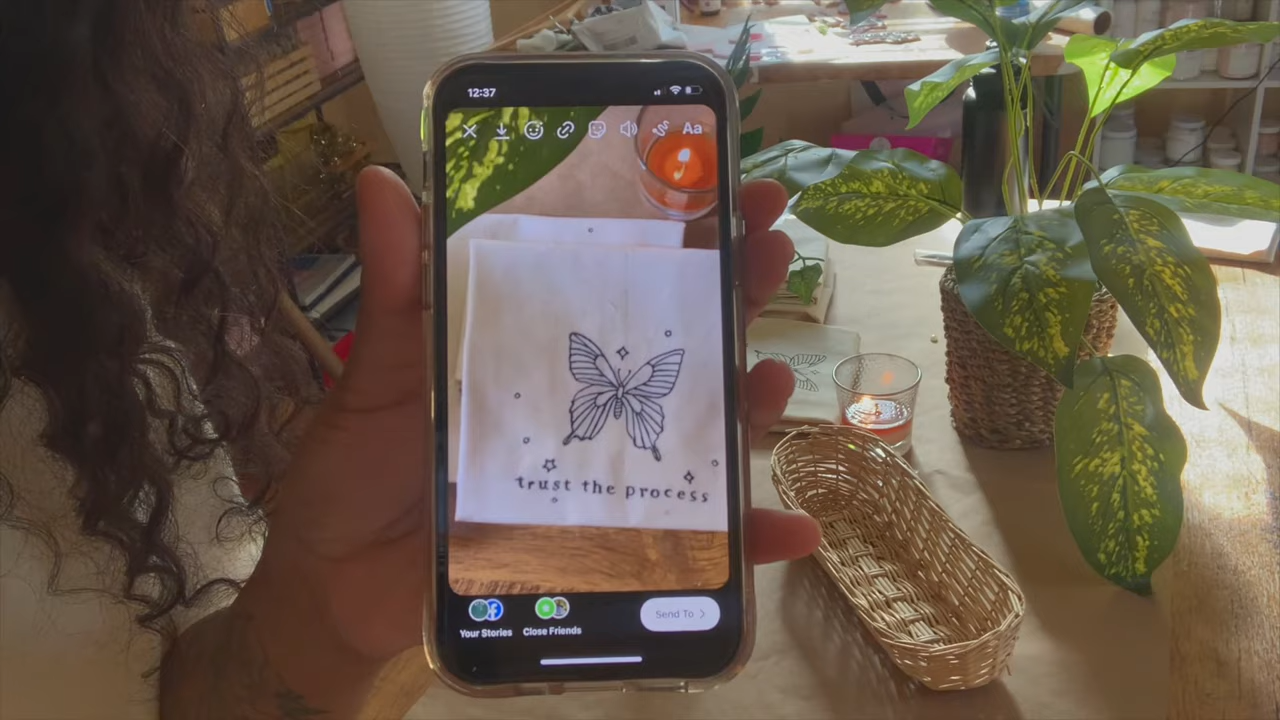 12:37
Aa
trust the process
Your Stories
Close Friends
Send To